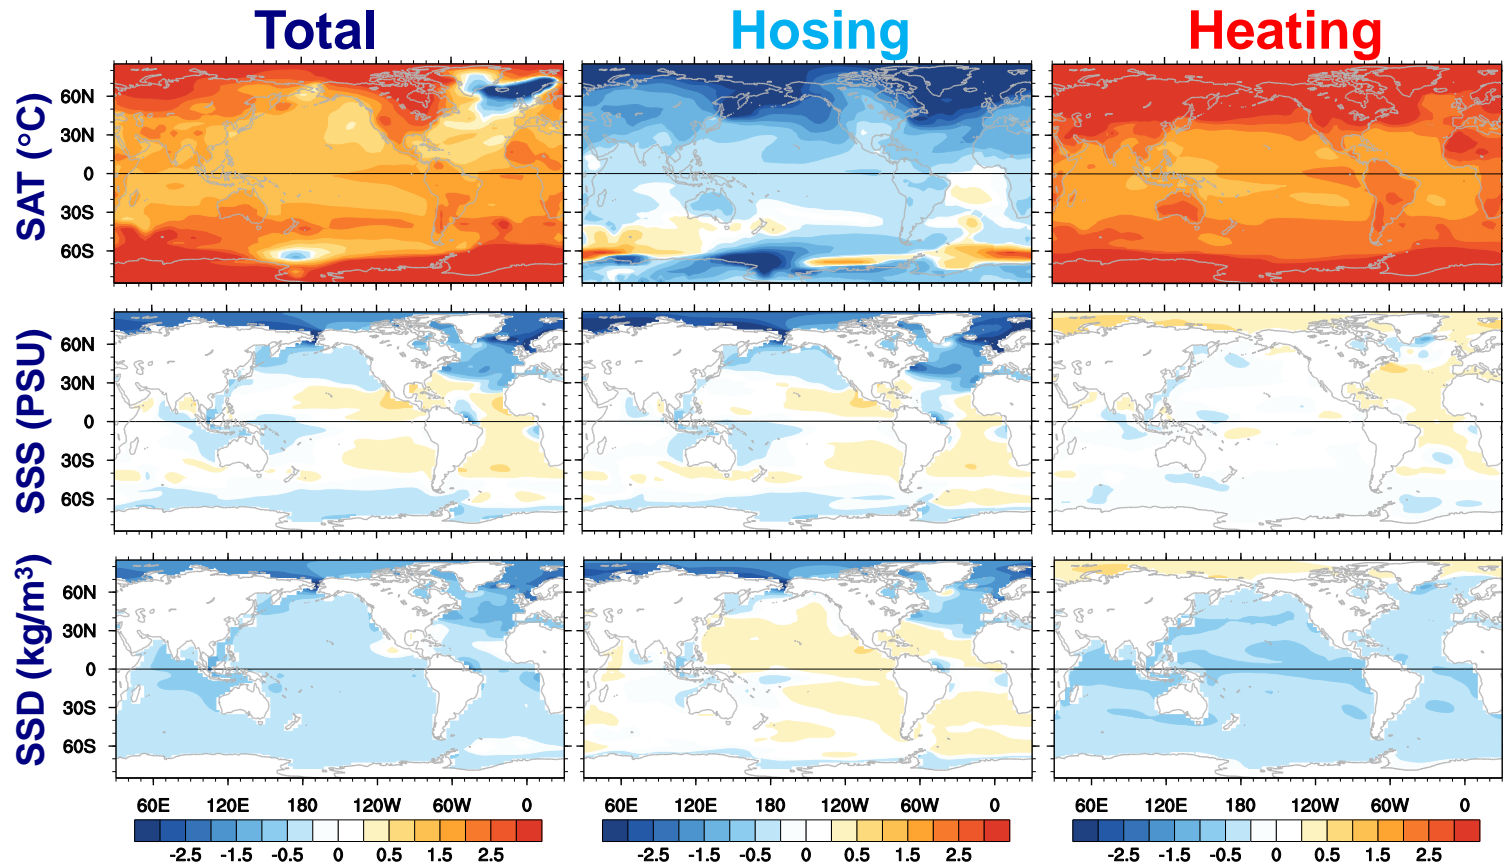 Total Hosing Heating
SAT (°C)
60N
30N
0
30S
60S
SSS (PSU)
60N
30N
0
30S
60S
SSD (kg/m³)
60N
30N
0
30S
60S
60E 120E 180 120W 60W 0 60E 120E 180 120W 60W 0 60E 120E 180 120W 60W 0
-2.5 -1.5 -0.5 0 0.5 1.5 2.5 -2.5 -1.5 -0.5 0 0.5 1.5 2.5 -2.5 -1.5 -0.5 0 0.5 1.5 2.5